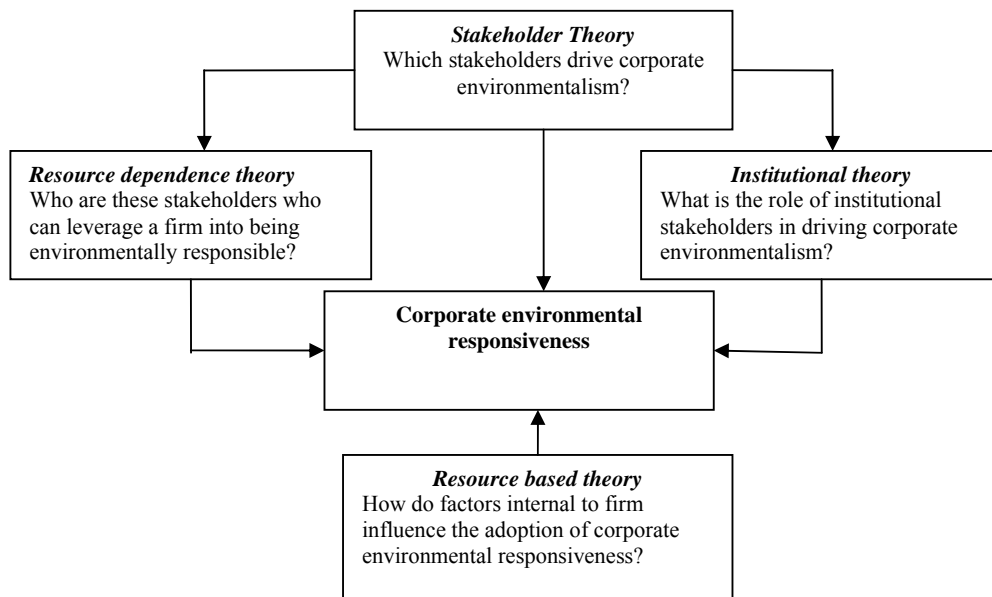 Stakeholder Theory
Which stakeholders drive corporate
environmentalism?
Resource dependence theory
Who are these stakeholders who
can leverage a firm into being
environmentally responsible?
Institutional theory
What is the role of institutional
stakeholders in driving corporate
environmentalism?
Corporate environmental
responsiveness
Resource based theory
How do factors internal to firm
influence the adoption of corporate
environmental responsiveness?